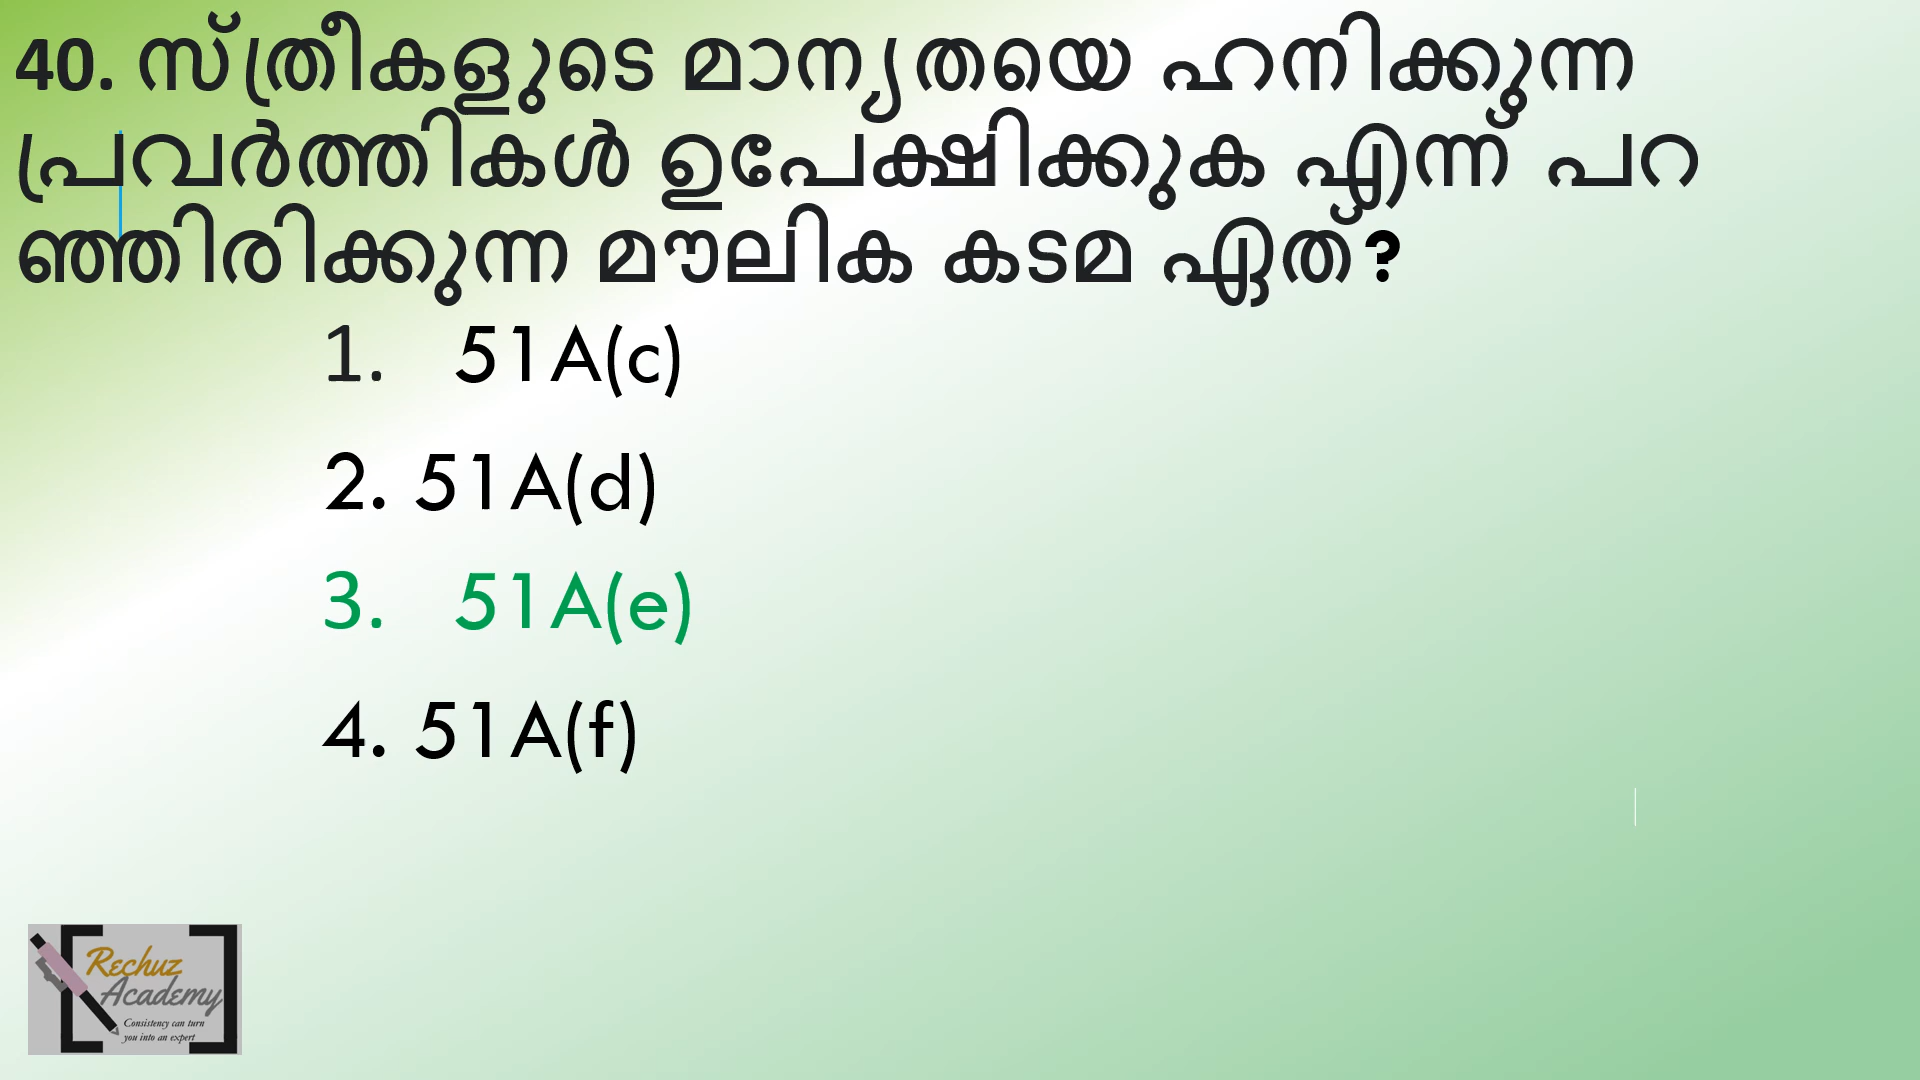 40. സ്ത്രീകളുടെ മാന്യതയെ ഹനിക്കുന്ന
പ്രവർത്തികൾ ഉപേക്ഷിക്കുക എന്ന് പറ
ഞ്ഞിരിക്കുന്ന മൗലിക കടമ ഏത്?
1. 51A(c)
2. 51A(d)
3. 51A(e)
4. 51A(f)
Rechuz
Academy
Consistency can turn
you into an expert